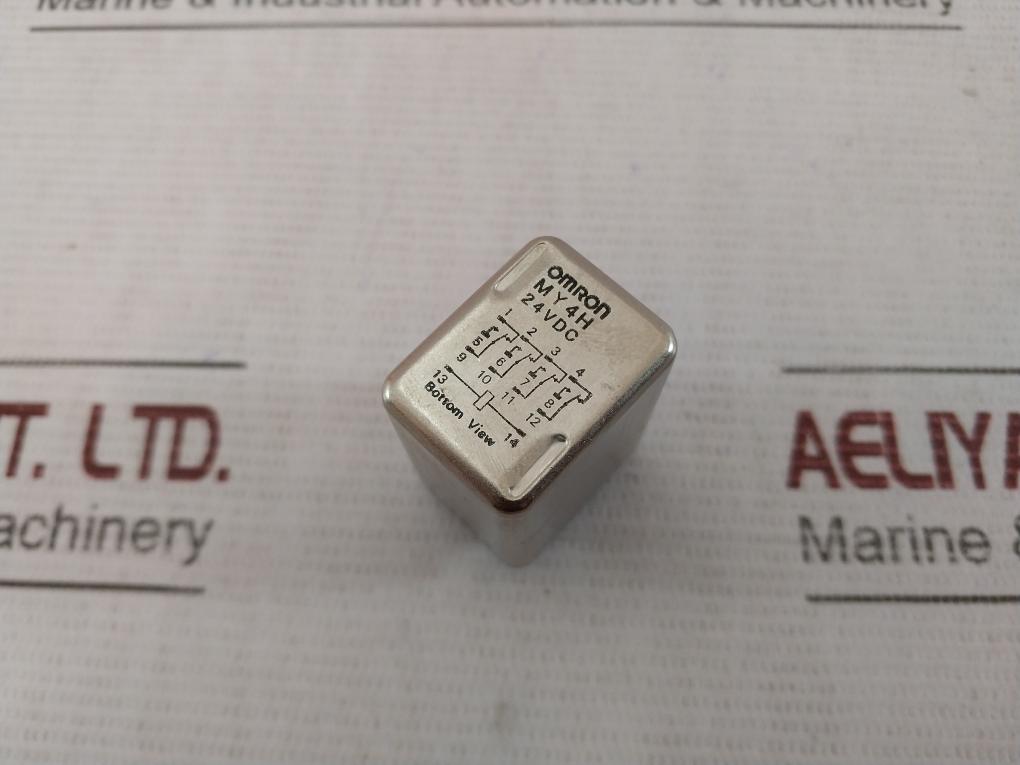 Marine & Industrial Automation & Machinery
OMRON
MY4H
24VDC
1 2 3 4
5 6 7 8
9 10 11 12
13 14
Bottom View
T. LTD.
achinery
AELIYA
Marine &